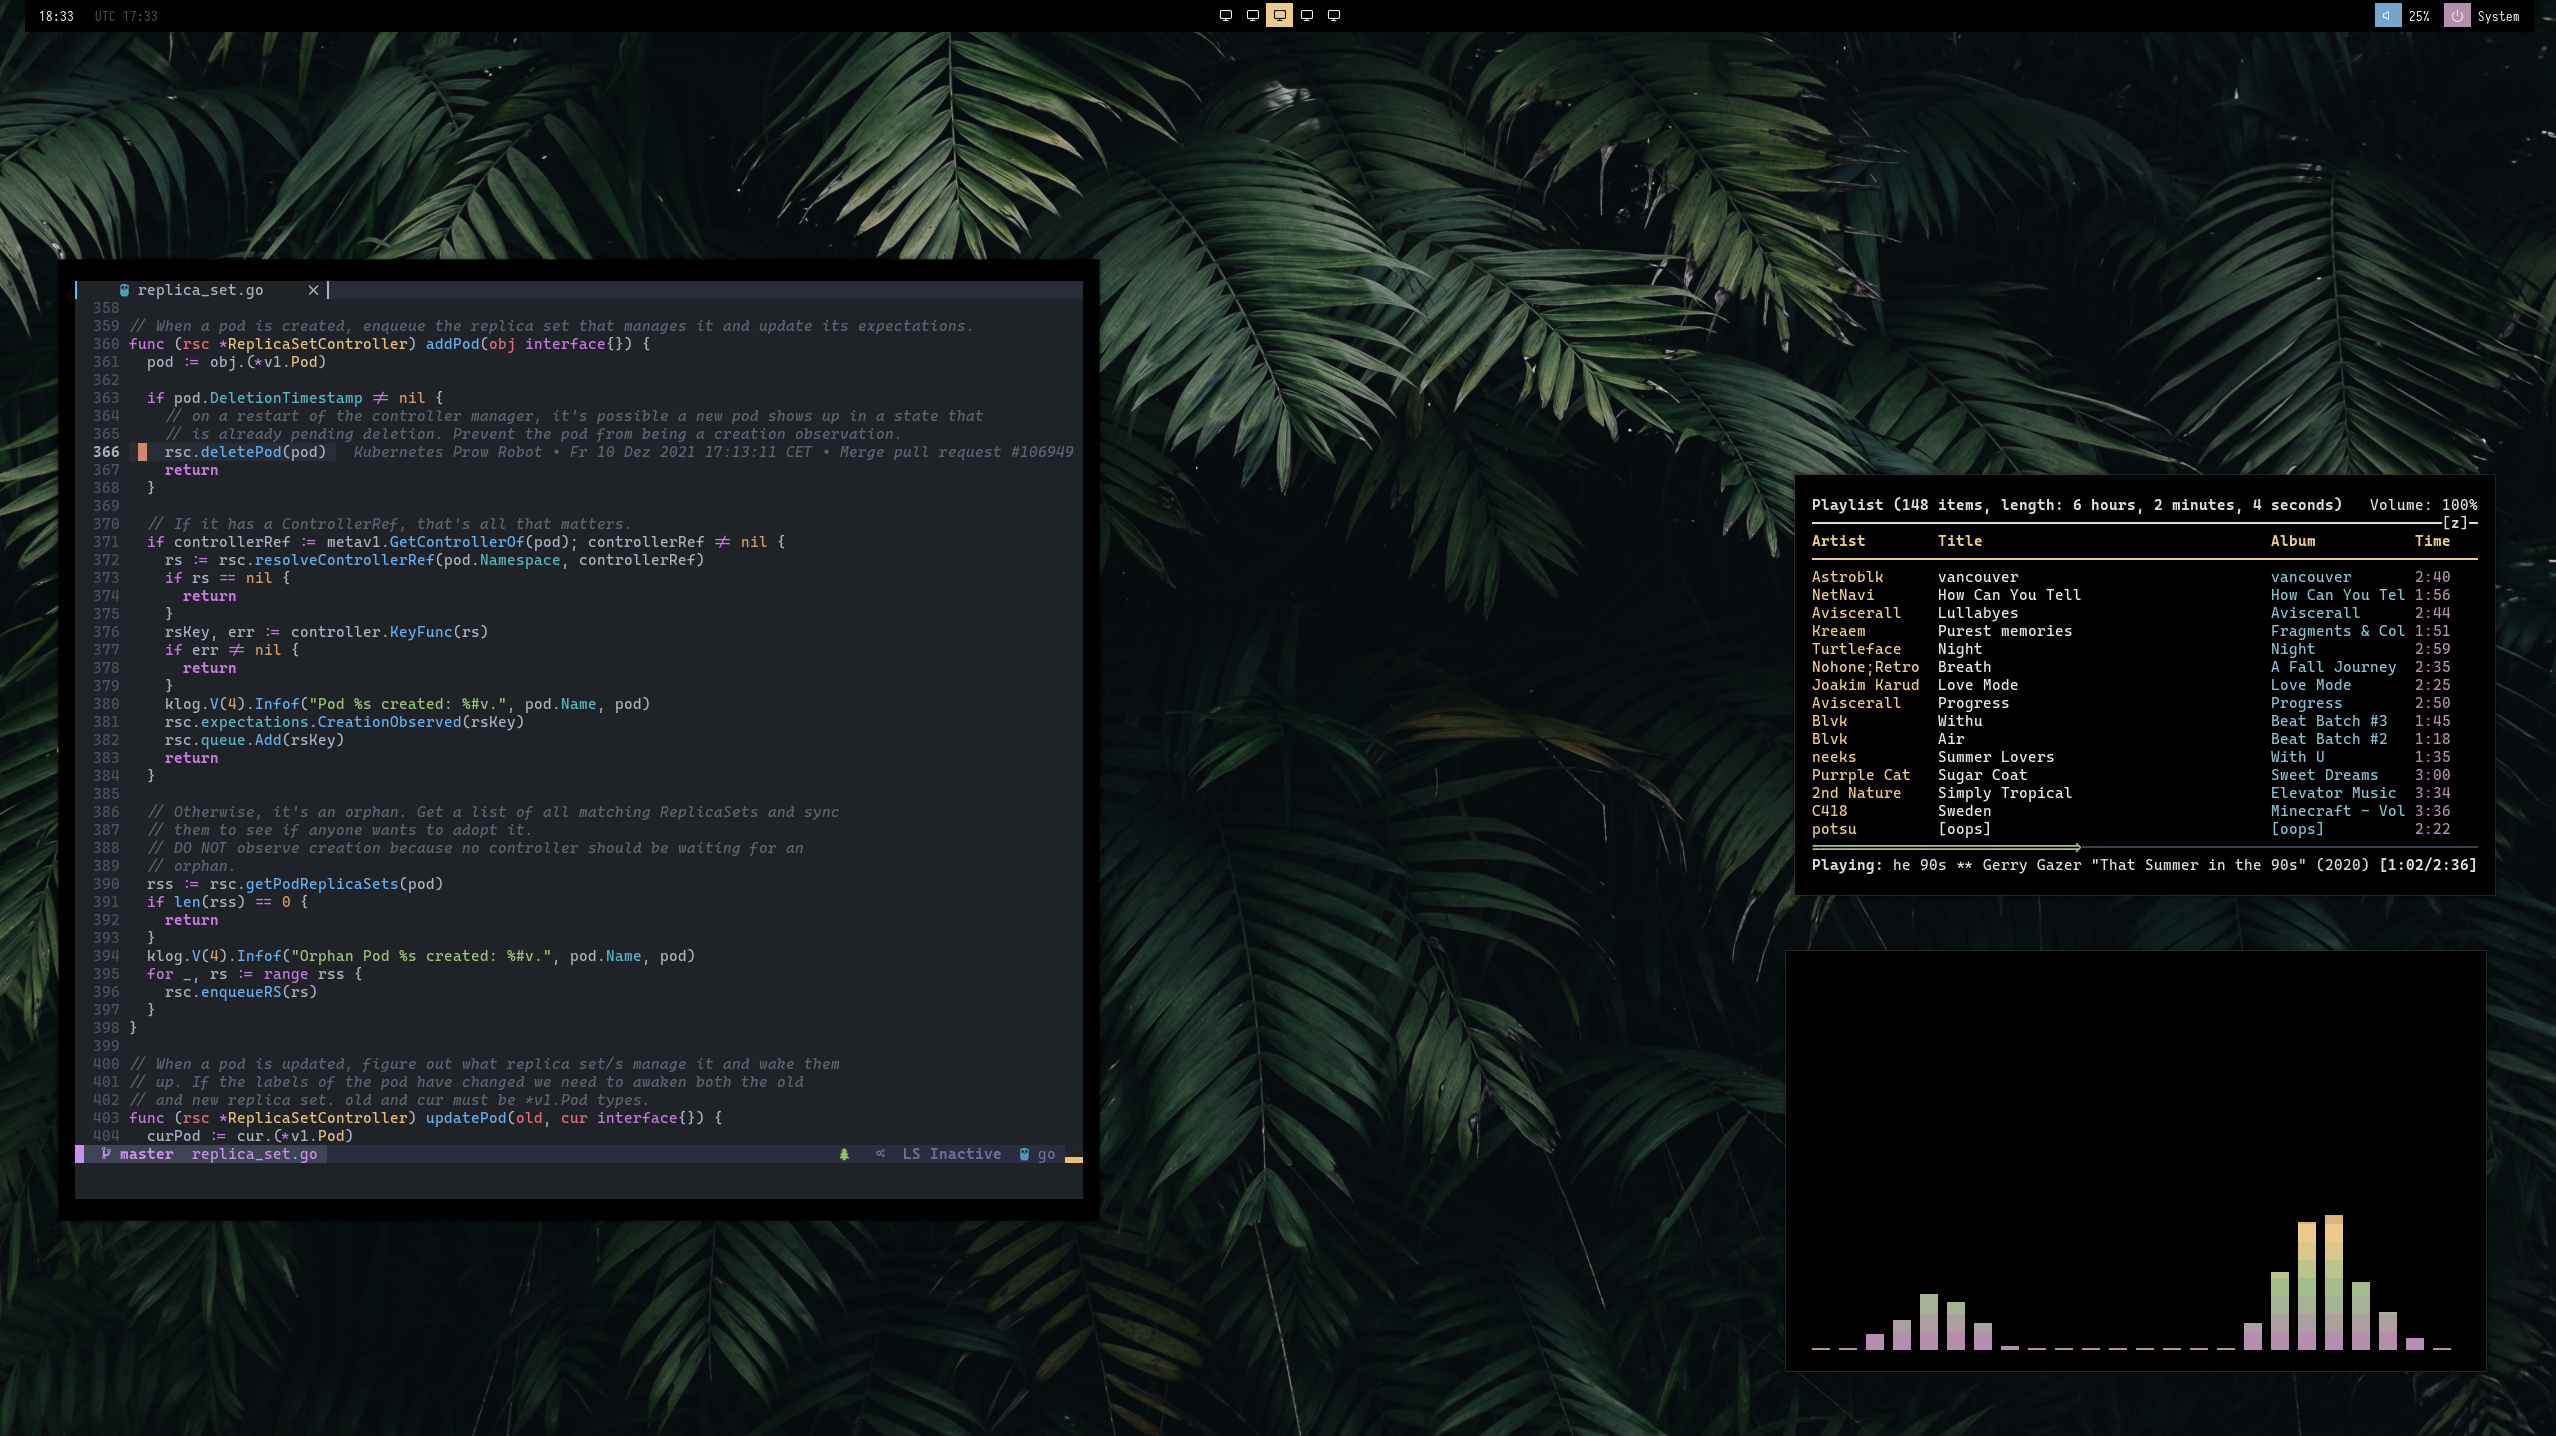 18:33 UTC 17:33
25% System
replica_set.go
358
359 // When a pod is created, enqueue the replica set that manages it and update its expectations.
360 func (rsc *ReplicaSetController) addPod(obj interface{}) {
361 pod := obj.(*v1.Pod)
362
363 if pod.DeletionTimestamp != nil {
364 // on a restart of the controller manager, it's possible a new pod shows up in a state that
365 // is already pending deletion. Prevent the pod from being a creation observation.
366 rsc.deletePod(pod) Kubernetes Prow Robot • Fr 10 Dez 2021 17:13:11 CET • Merge pull request #106949
367 return
368 }
369
370 // If it has a ControllerRef, that's all that matters.
371 if controllerRef := metav1.GetControllerOf(pod); controllerRef != nil {
372 rs := rsc.resolveControllerRef(pod.Namespace, controllerRef)
373 if rs == nil {
374 return
375 }
376 rsKey, err := controller.KeyFunc(rs)
377 if err != nil {
378 return
379 }
380 klog.V(4).Infof("Pod %s created: %#v.", pod.Name, pod)
381 rsc.expectations.CreationObserved(rsKey)
382 rsc.queue.Add(rsKey)
383 return
384 }
385
386 // Otherwise, it's an orphan. Get a list of all matching ReplicaSets and sync
387 // them to see if anyone wants to adopt it.
388 // DO NOT observe creation because no controller should be waiting for an
389 // orphan.
390 rss := rsc.getPodReplicaSets(pod)
391 if len(rss) == 0 {
392 return
393 }
394 klog.V(4).Infof("Orphan Pod %s created: %#v.", pod.Name, pod)
395 for _, rs := range rss {
396 rsc.enqueueRS(rs)
397 }
398 }
399
400 // When a pod is updated, figure out what replica set/s manage it and wake them
401 // up. If the labels of the pod have changed we need to awaken both the old
402 // and new replica set. old and cur must be *v1.Pod types.
403 func (rsc *ReplicaSetController) updatePod(old, cur interface{}) {
404 curPod := cur.(*v1.Pod)
master replica_set.go LS Inactive go
Playlist (148 items, length: 6 hours, 2 minutes, 4 seconds) Volume: 100%
[z]
Artist Title Album Time
Astroblk vancouver vancouver 2:40
NetNavi How Can You Tell How Can You Tel 1:56
Aviscerall Lullabyes Aviscerall 2:44
Kreaem Purest memories Fragments & Col 1:51
Turtleface Night Night 2:59
Nohone;Retro Breath A Fall Journey 2:35
Joakim Karud Love Mode Love Mode 2:25
Aviscerall Progress Progress 2:50
Blvk Withu Beat Batch #3 1:45
Blvk Air Beat Batch #2 1:18
neeks Summer Lovers With U 1:35
Purrple Cat Sugar Coat Sweet Dreams 3:00
2nd Nature Simply Tropical Elevator Music 3:34
C418 Sweden Minecraft – Vol 3:36
potsu [oops] [oops] 2:22
Playing: he 90s ** Gerry Gazer "That Summer in the 90s" (2020) [1:02/2:36]